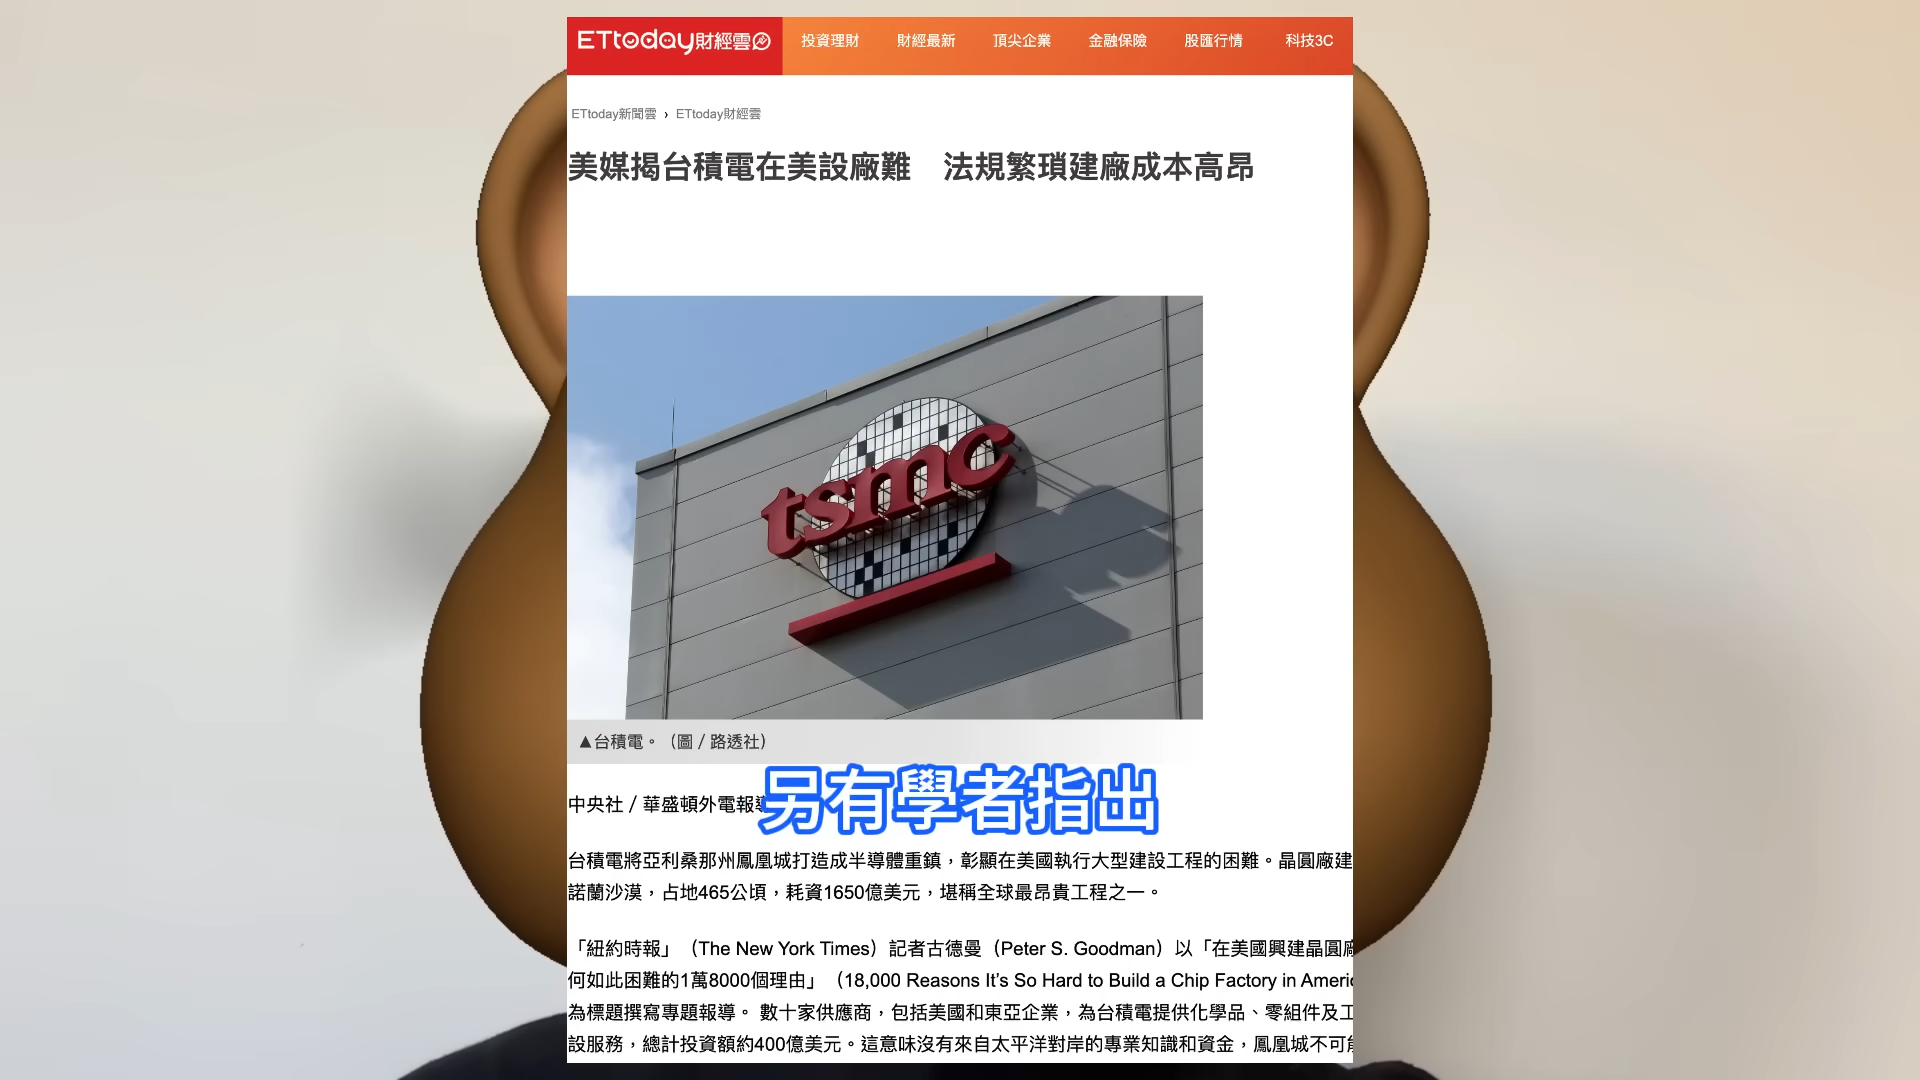 ETtoday財經雲
投資理財 財經最新 頂尖企業 金融保險 股匯行情 科技3C
ETtoday新聞雲 › ETtoday財經雲
美媒揭台積電在美設廠難 法規繁瑣建廠成本高昂
tsmc
▲台積電。(圖/路透社)
中央社/華盛頓外電報
另有學者指出
台積電將亞利桑那州鳳凰城打造成半導體重鎮,彰顯在美國執行大型建設工程的困難。晶圓廠建
諾蘭沙漠,占地465公頃,耗資1650億美元,堪稱全球最昂貴工程之一。
「紐約時報」(The New York Times)記者古德曼(Peter S. Goodman)以「在美國興建晶圓廠
何如此困難的1萬8000個理由」(18,000 Reasons It's So Hard to Build a Chip Factory in Americ
為標題撰寫專題報導。 數十家供應商,包括美國和東亞企業,為台積電提供化學品、零組件及工
設服務,總計投資額約400億美元。這意味沒有來自太平洋對岸的專業知識和資金,鳳凰城不可